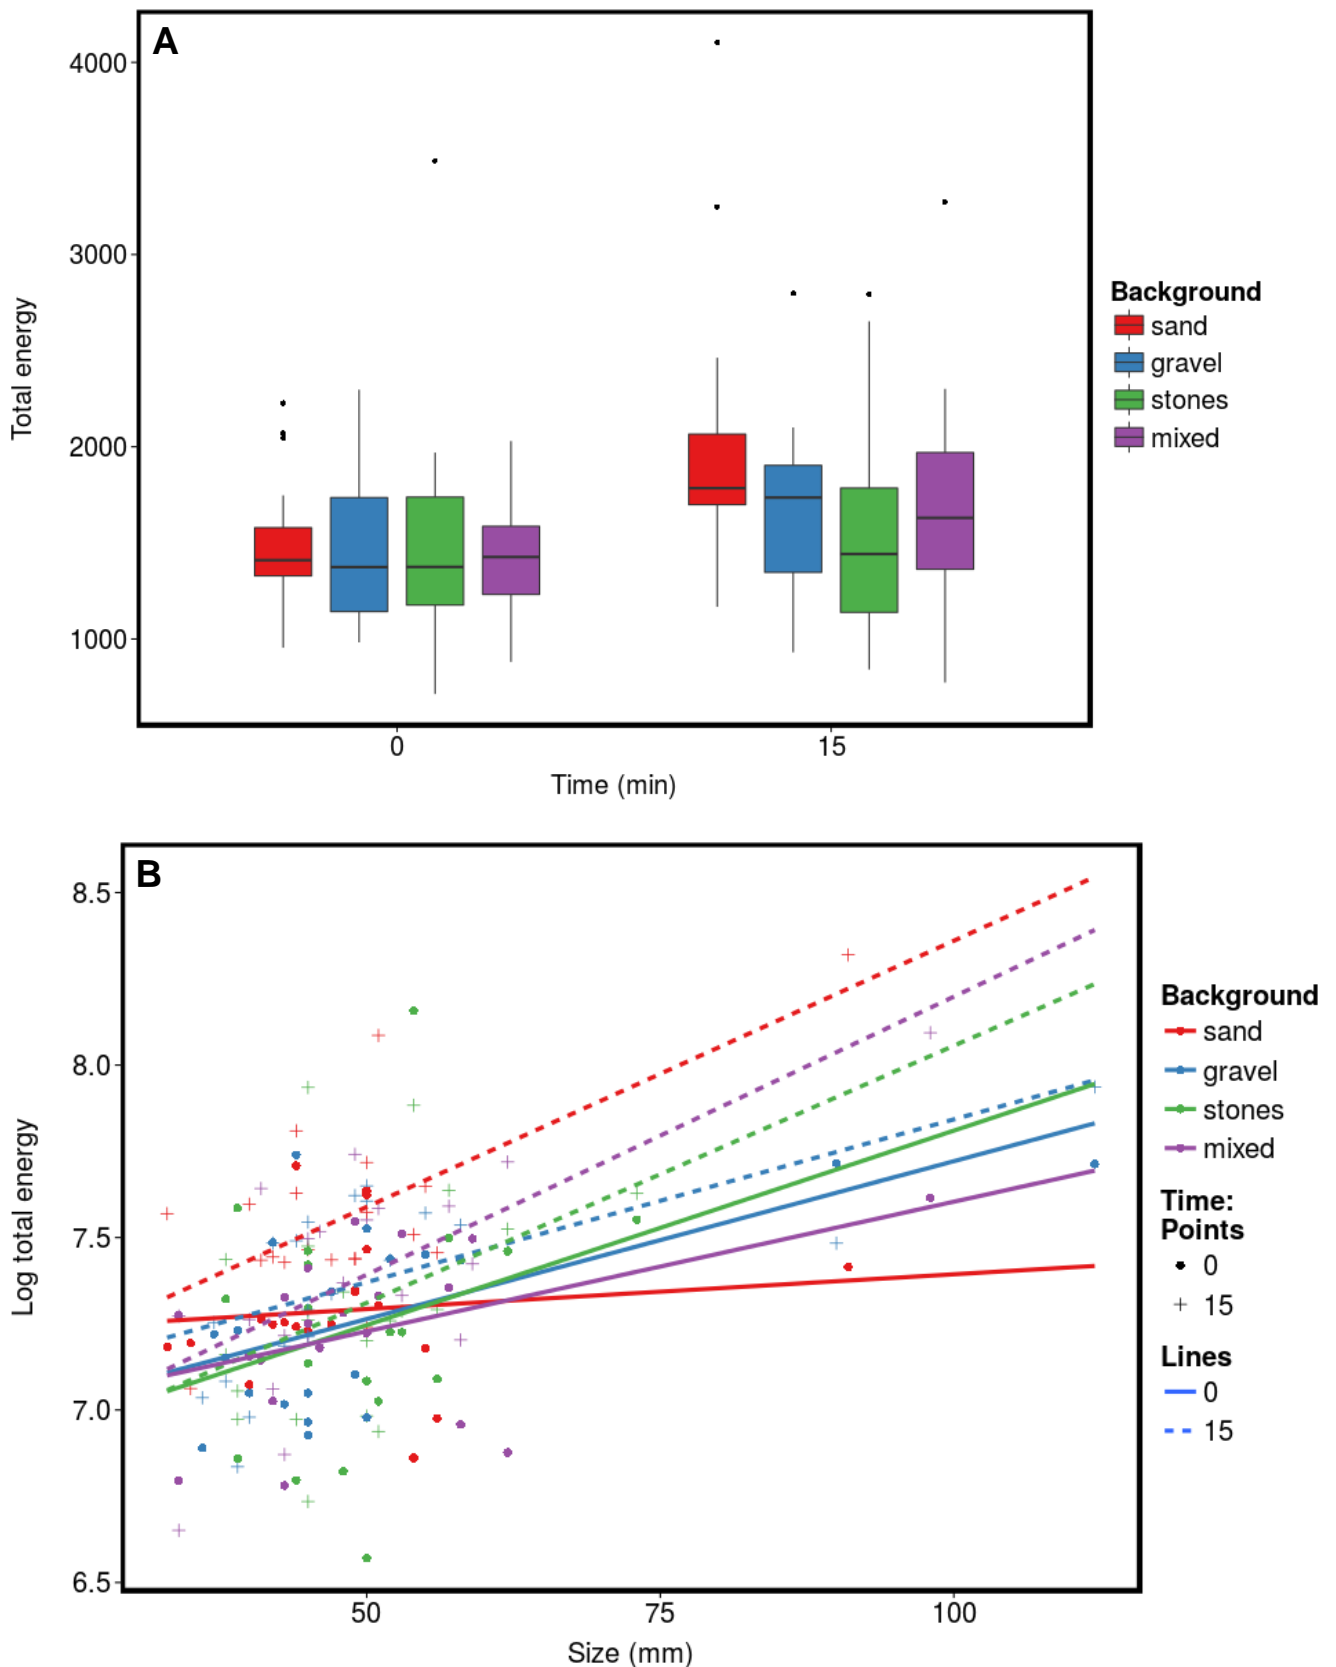 A
4000
3000
2000
1000
Total energy
0 15
Time (min)
Background
sand
gravel
stones
mixed
B
8.5
8.0
7.5
7.0
6.5
Log total energy
50 75 100
Size (mm)
Background
sand
gravel
stones
mixed
Time:
Points
0
15
Lines
0
15